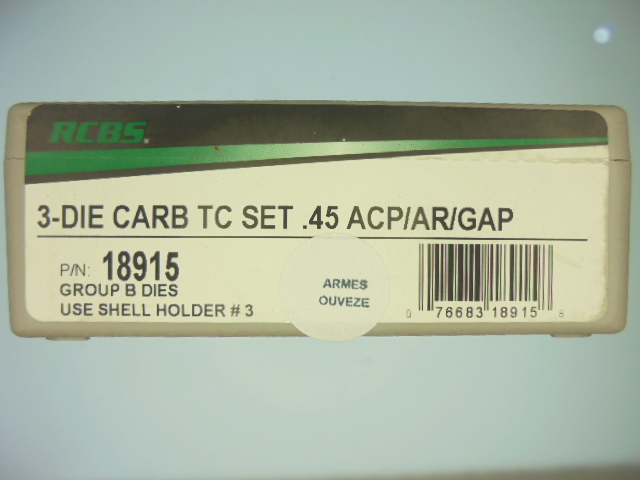 RCBS.
3-DIE CARB TC SET .45 ACP/AR/GAP
P/N: 18915
GROUP B DIES
USE SHELL HOLDER # 3
ARMES
OUVEZE
0 76683 18915 8